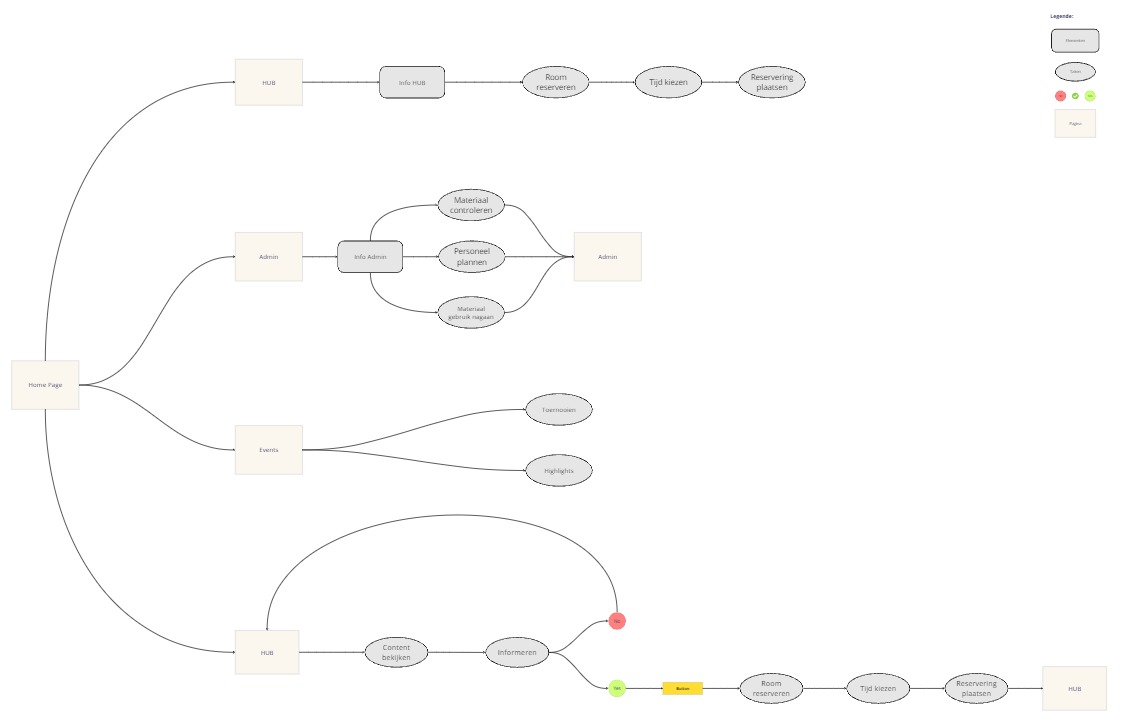 Legende:
Elementen
Taken
No
Yes
Pagina
HUB
Info HUB
Room
reserveren
Tijd kiezen
Reservering
plaatsen
Materiaal
controleren
Admin
Info Admin
Personeel
plannen
Admin
Materiaal
gebruik nagaan
Home Page
Toernooien
Events
Highlights
No
HUB
Content
bekijken
Informeren
Yes
Button
Room
reserveren
Tijd kiezen
Reservering
plaatsen
HUB